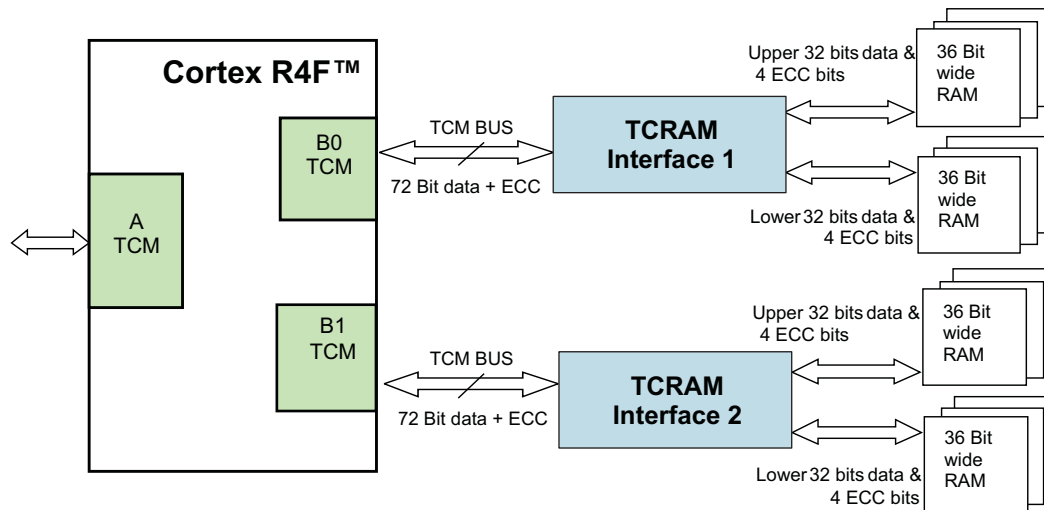 Cortex R4F™
A
TCM
B0
TCM
B1
TCM
TCM BUS
72 Bit data + ECC
TCRAM
Interface 1
Upper 32 bits data &
4 ECC bits
36 Bit
wide
RAM
Lower 32 bits data &
4 ECC bits
36 Bit
wide
RAM
TCM BUS
72 Bit data + ECC
TCRAM
Interface 2
Upper 32 bits data &
4 ECC bits
36 Bit
wide
RAM
Lower 32 bits data &
4 ECC bits
36 Bit
wide
RAM